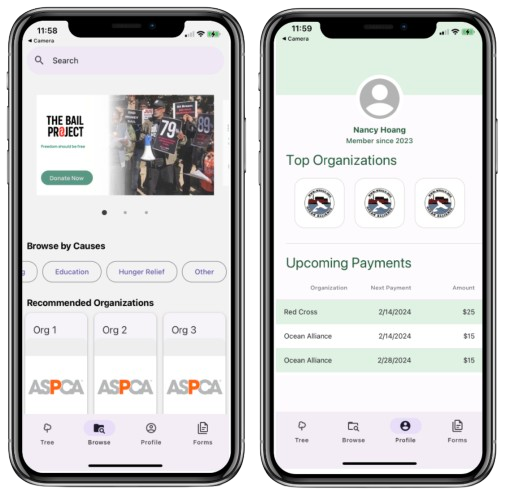 11:58
Camera
Search
THE BAIL
PROJECT
Freedom should be free
Donate Now
79
89
Browse by Causes
Education
Hunger Relief
Other
Recommended Organizations
Org 1
Org 2
Org 3
ASPCA
ASPCA
ASPCA
Tree
Browse
Profile
Forms
11:59
Camera
Nancy Hoang
Member since 2023
Top Organizations
Upcoming Payments
Organization Next Payment Amount
Red Cross 2/14/2024 $25
Ocean Alliance 2/14/2024 $15
Ocean Alliance 2/28/2024 $15
Tree
Browse
Profile
Forms